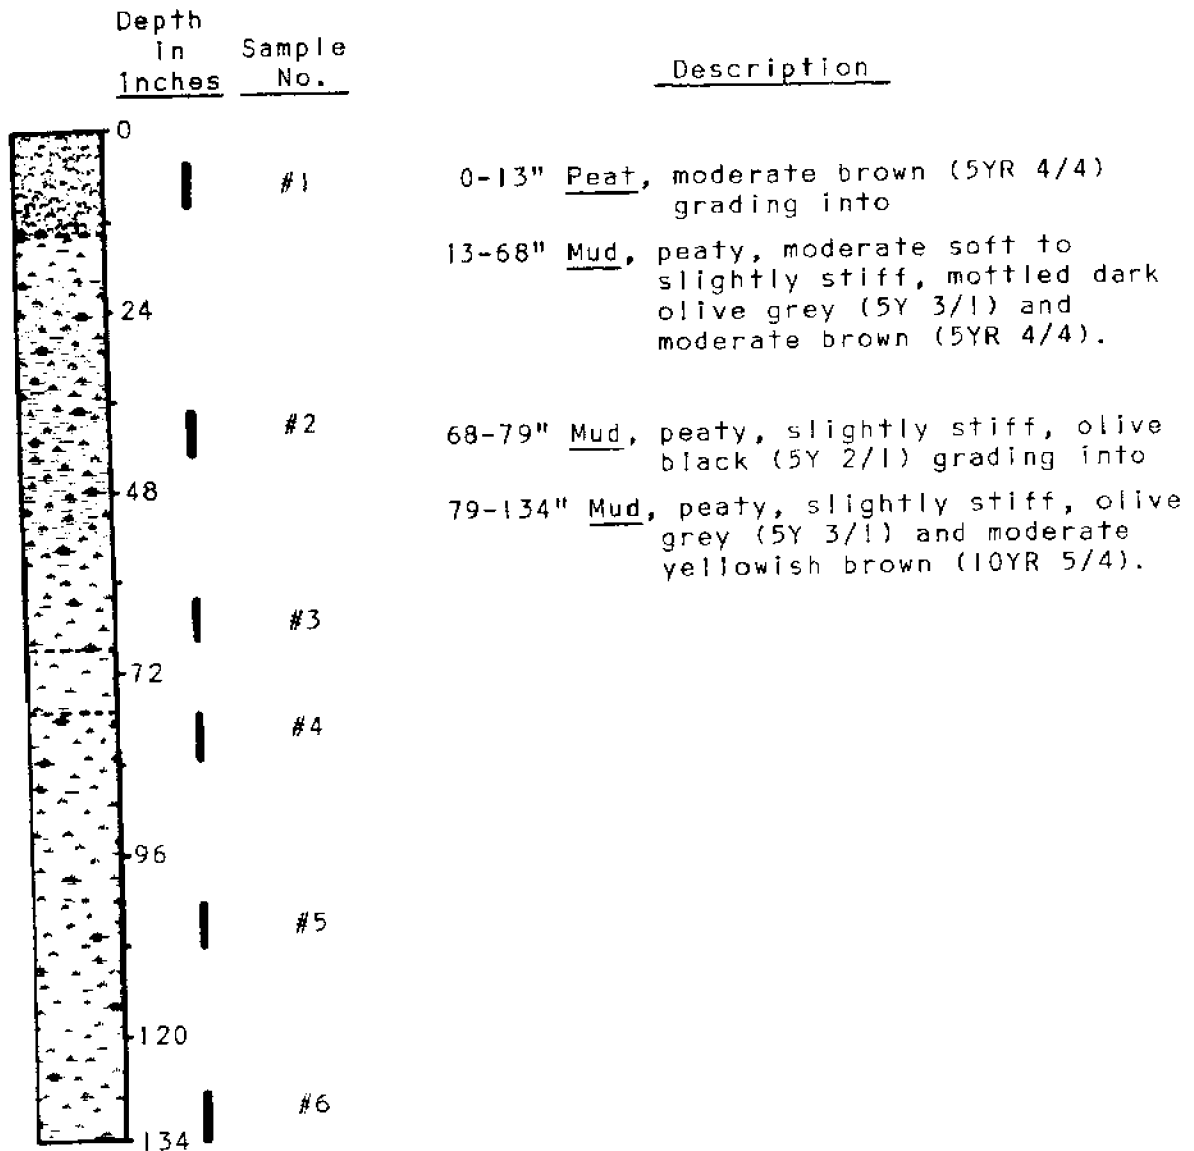 Depth
in
inches
Sample
No.
Description
0
#1
0-13" Peat, moderate brown (5YR 4/4)
grading into
13-68" Mud, peaty, moderate soft to
slightly stiff, mottled dark
olive grey (5Y 3/1) and
moderate brown (5YR 4/4).
24
#2
68-79" Mud, peaty, slightly stiff, olive
black (5Y 2/1) grading into
48
79-134" Mud, peaty, slightly stiff, olive
grey (5Y 3/1) and moderate
yellowish brown (10YR 5/4).
#3
72
#4
96
#5
120
#6
134